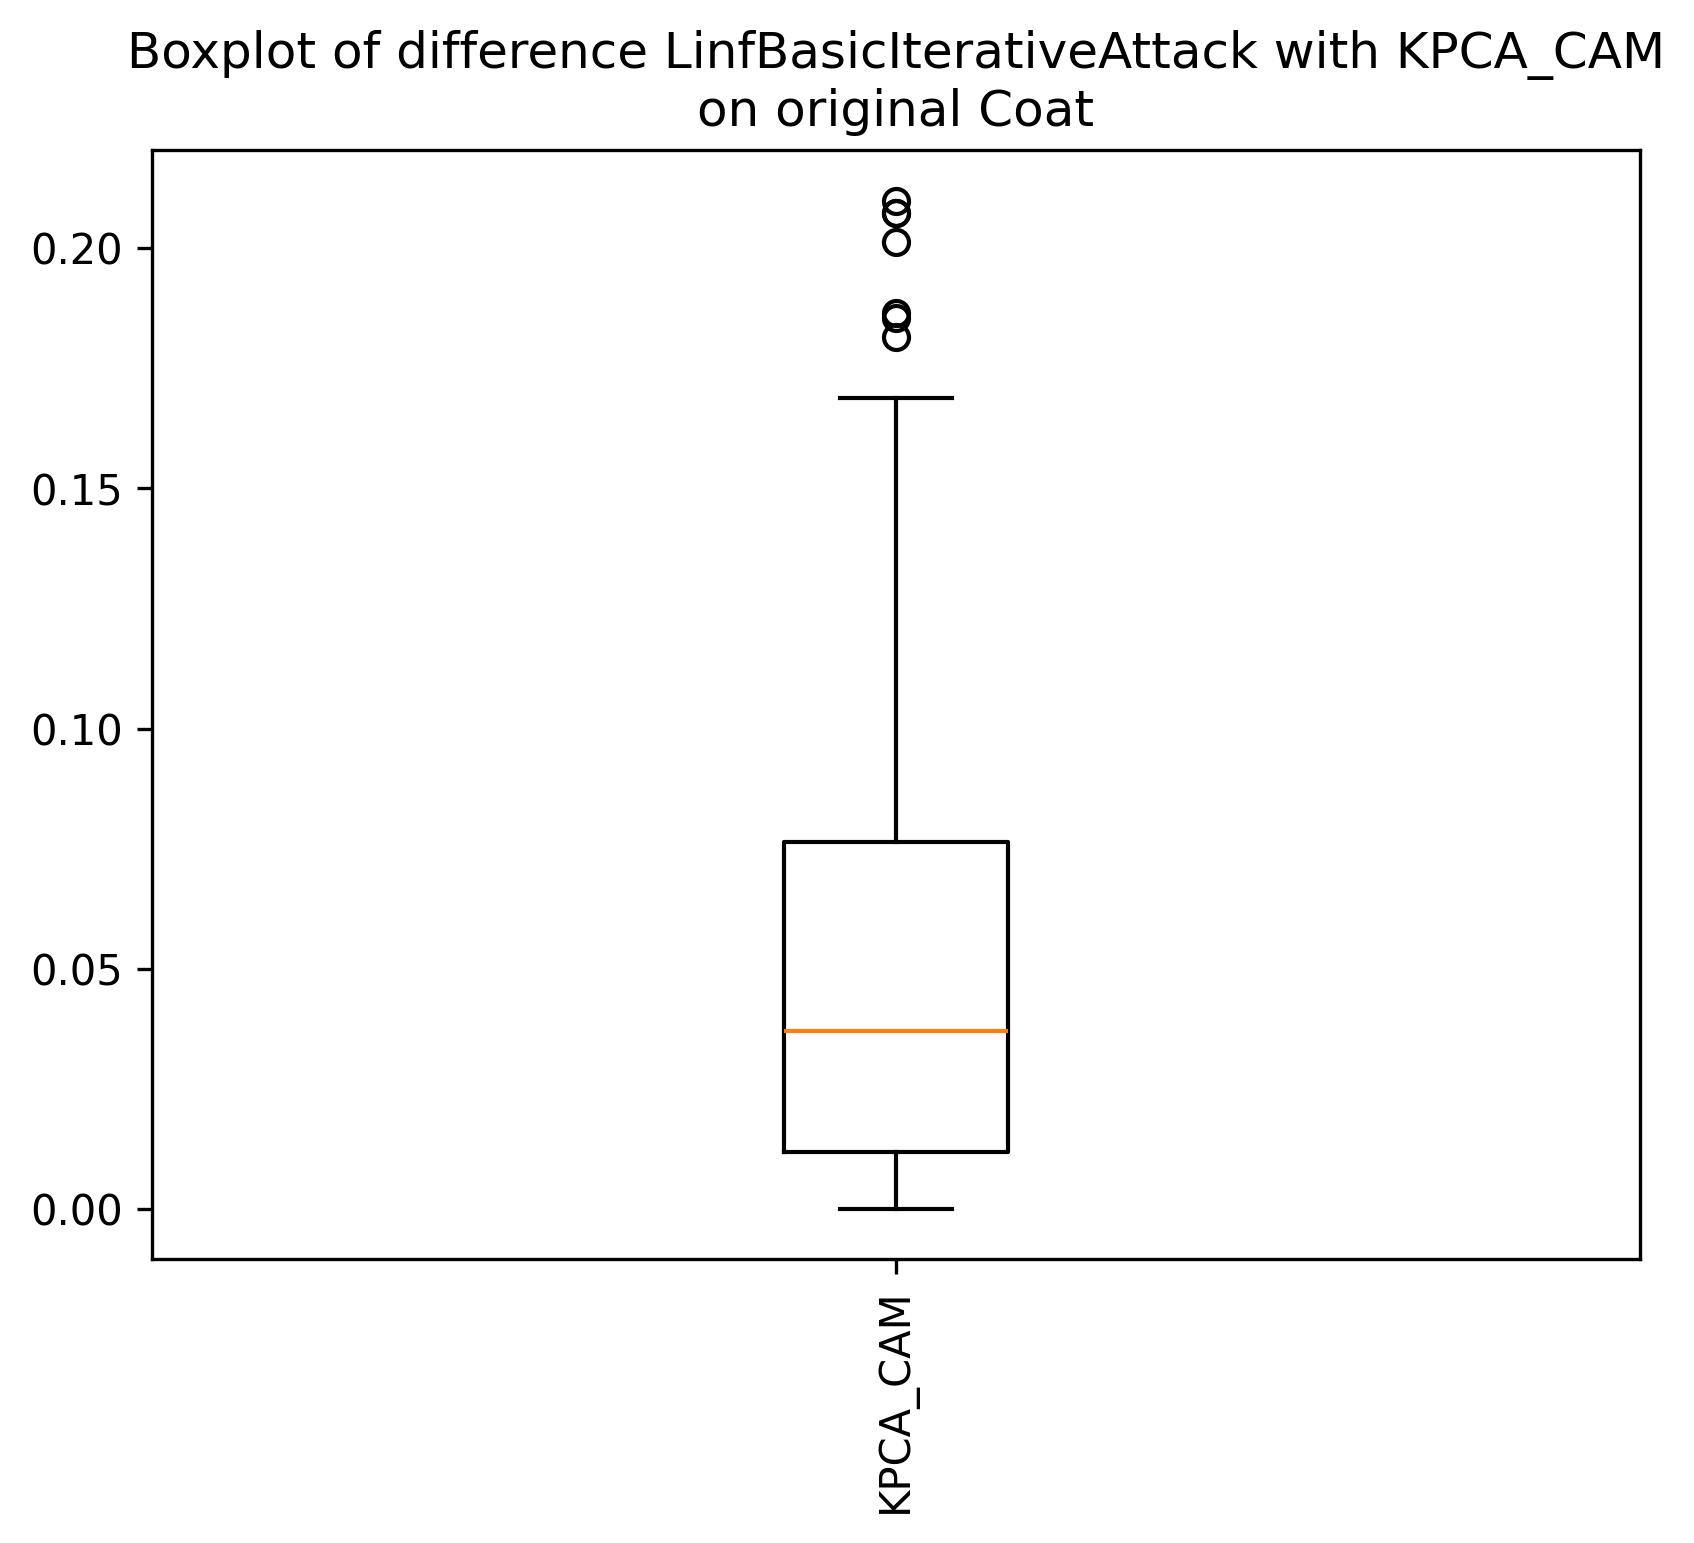 Boxplot of difference LinfBasicIterativeAttack with KPCA_CAM
on original Coat
0.20
0.15
0.10
0.05
0.00
KPCA_CAM